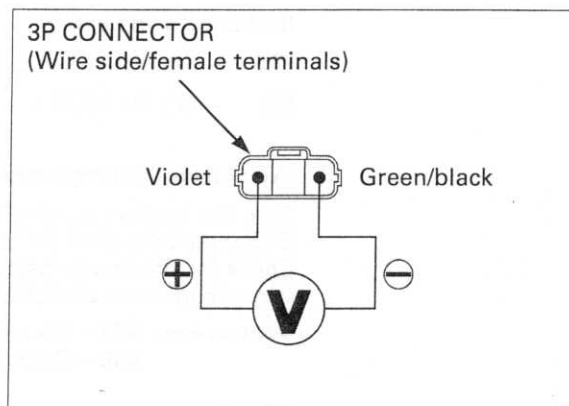 3P CONNECTOR
(Wire side/female terminals)
Violet
Green/black
+
V
−